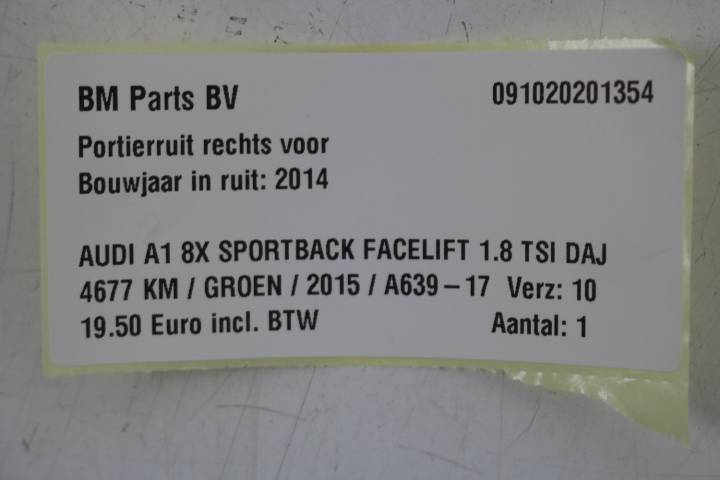 BM Parts BV 091020201354
Portierruit rechts voor
Bouwjaar in ruit: 2014
AUDI A1 8X SPORTBACK FACELIFT 1.8 TSI DAJ
4677 KM / GROEN / 2015 / A639-17 Verz: 10
19.50 Euro incl. BTW Aantal: 1